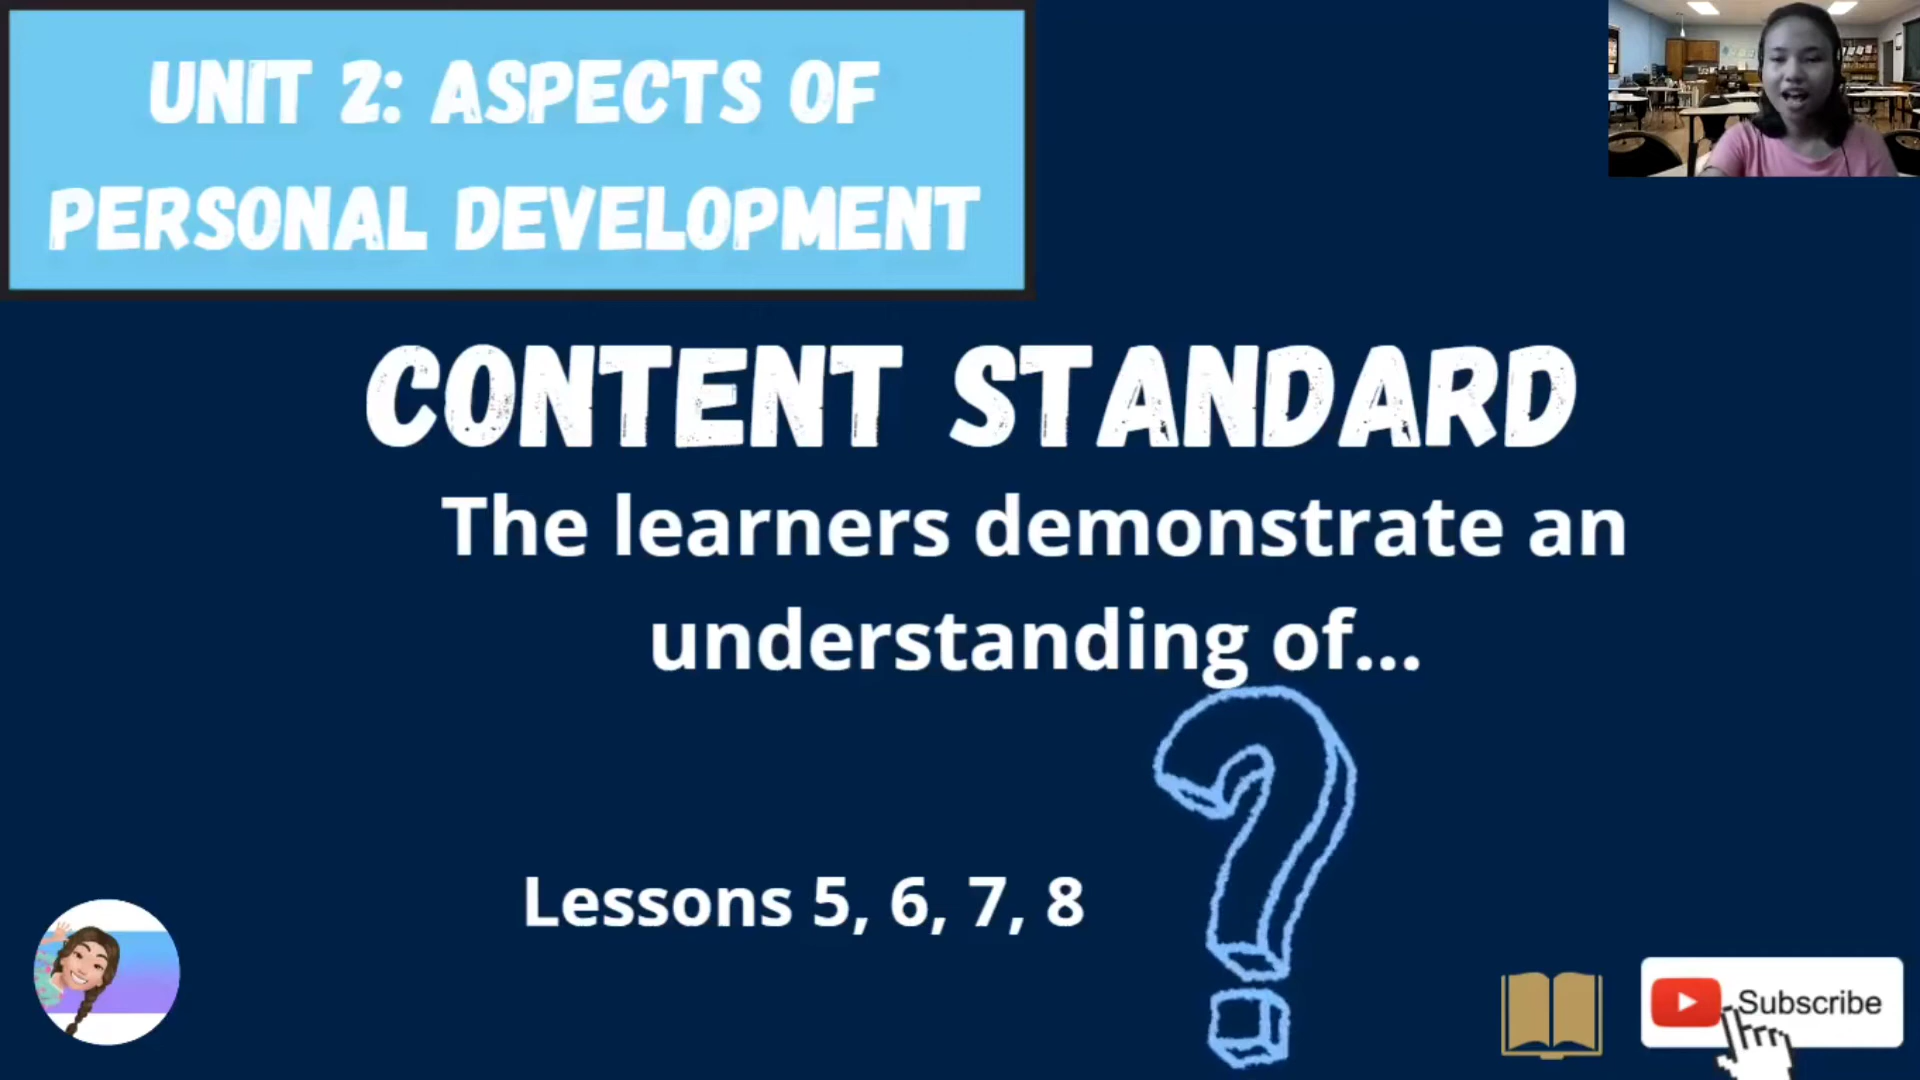 UNIT 2: ASPECTS OF
PERSONAL DEVELOPMENT
CONTENT STANDARD
The learners demonstrate an
understanding of...
Lessons 5, 6, 7, 8
Subscribe